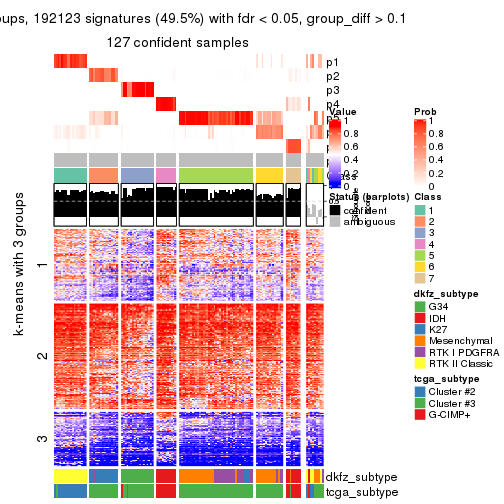 oups, 192123 signatures (49.5%) with fdr < 0.05, group_diff > 0.1
127 confident samples
p1
p2
p3
p4
k-means with 3 groups
1
2
3
Value
1
0.8
0.6
0.4
0.2
0
Prob
1
0.8
0.6
0.4
0.2
0
Status (barplots)
confident
ambiguous
Class
1
2
3
4
5
6
7
dkfz_subtype
G34
IDH
K27
Mesenchymal
RTK I PDGFRA
RTK II Classic
tcga_subtype
Cluster #2
Cluster #3
G-CIMP+
dkfz_subtype
tcga_subtype